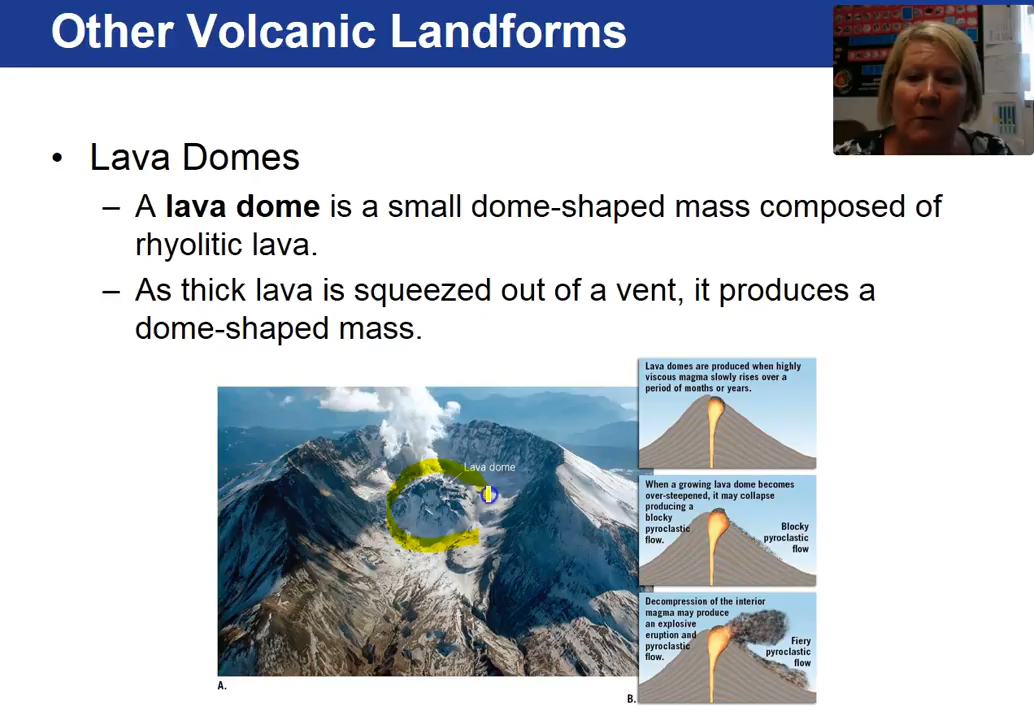 Other Volcanic Landforms
• Lava Domes
– A lava dome is a small dome-shaped mass composed of
rhyolitic lava.
– As thick lava is squeezed out of a vent, it produces a
dome-shaped mass.
Lava dome
A.
Lava domes are produced when highly
viscous magma slowly rises over a
period of months or years.
When a growing lava dome becomes
over-steepened, it may collapse
producing a
blocky
pyroclastic
flow.
Blocky
pyroclastic
flow
Decompression of the interior
magma may produce
an explosive
eruption and
pyroclastic
flow.
Fiery
pyroclastic
flow
B.